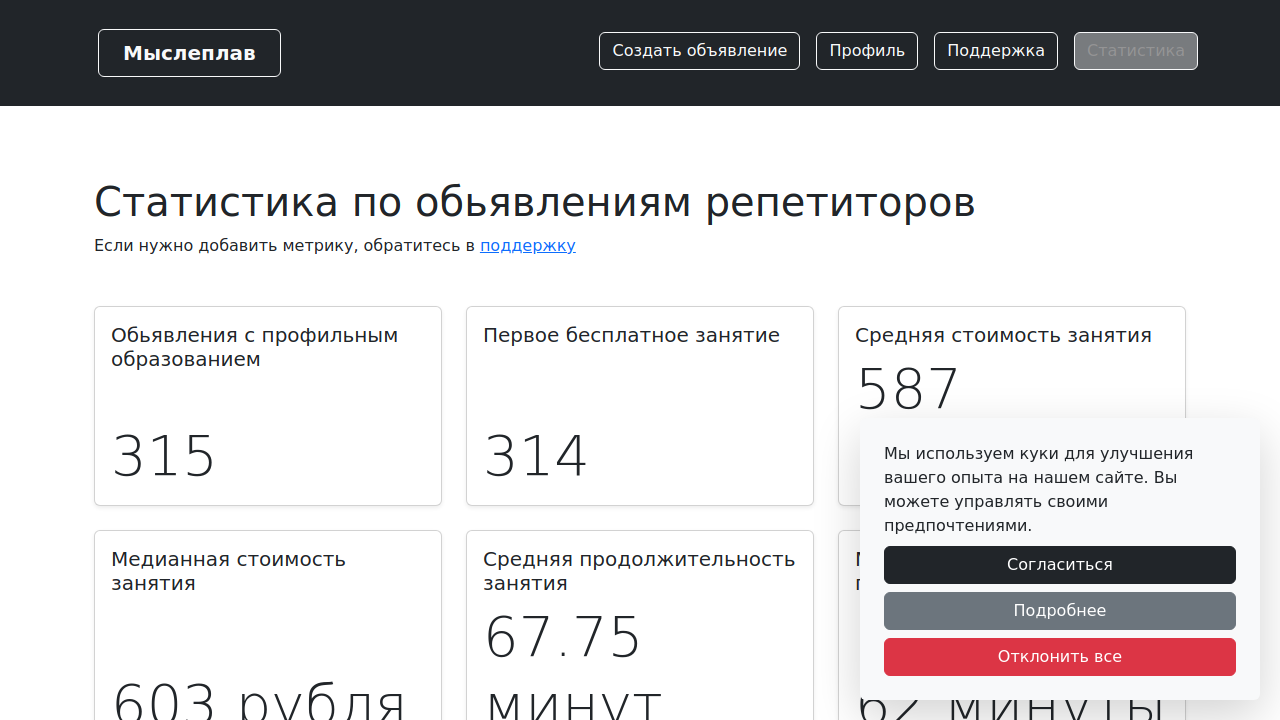 Мыслеплав
Создать объявление
Профиль
Поддержка
Статистика
Статистика по обьявлениям репетиторов
Если нужно добавить метрику, обратитесь в поддержку
Обьявления с профильным
образованием
315
Первое бесплатное занятие
314
Средняя стоимость занятия
587
Медианная стоимость
занятия
603 рубля
Средняя продолжительность
занятия
67.75
минут
62 минуты
Мы используем куки для улучшения
вашего опыта на нашем сайте. Вы
можете управлять своими
предпочтениями.
Согласиться
Подробнее
Отклонить все